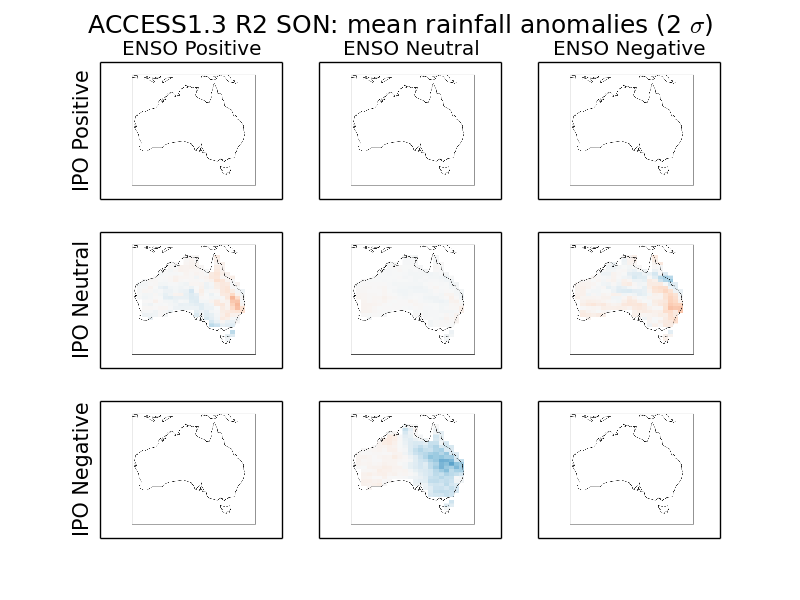 ACCESS1.3 R2 SON: mean rainfall anomalies (2 σ)
ENSO Positive
ENSO Neutral
ENSO Negative
IPO Positive
IPO Neutral
IPO Negative